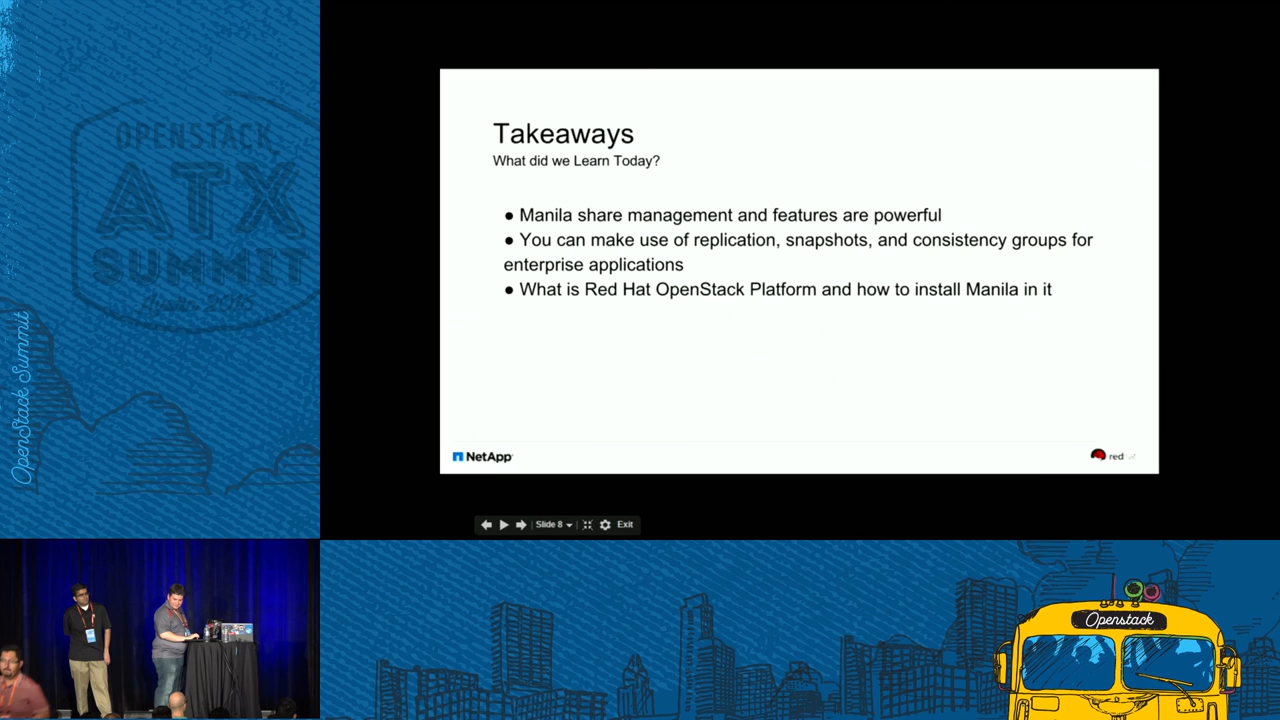 OPENSTACK
ATX
SUMMIT
Austin 2016
OpenStack Summit
Takeaways
What did we Learn Today?
● Manila share management and features are powerful
● You can make use of replication, snapshots, and consistency groups for
enterprise applications
● What is Red Hat OpenStack Platform and how to install Manila in it
NetApp
red
Slide 8
Exit
Openstack